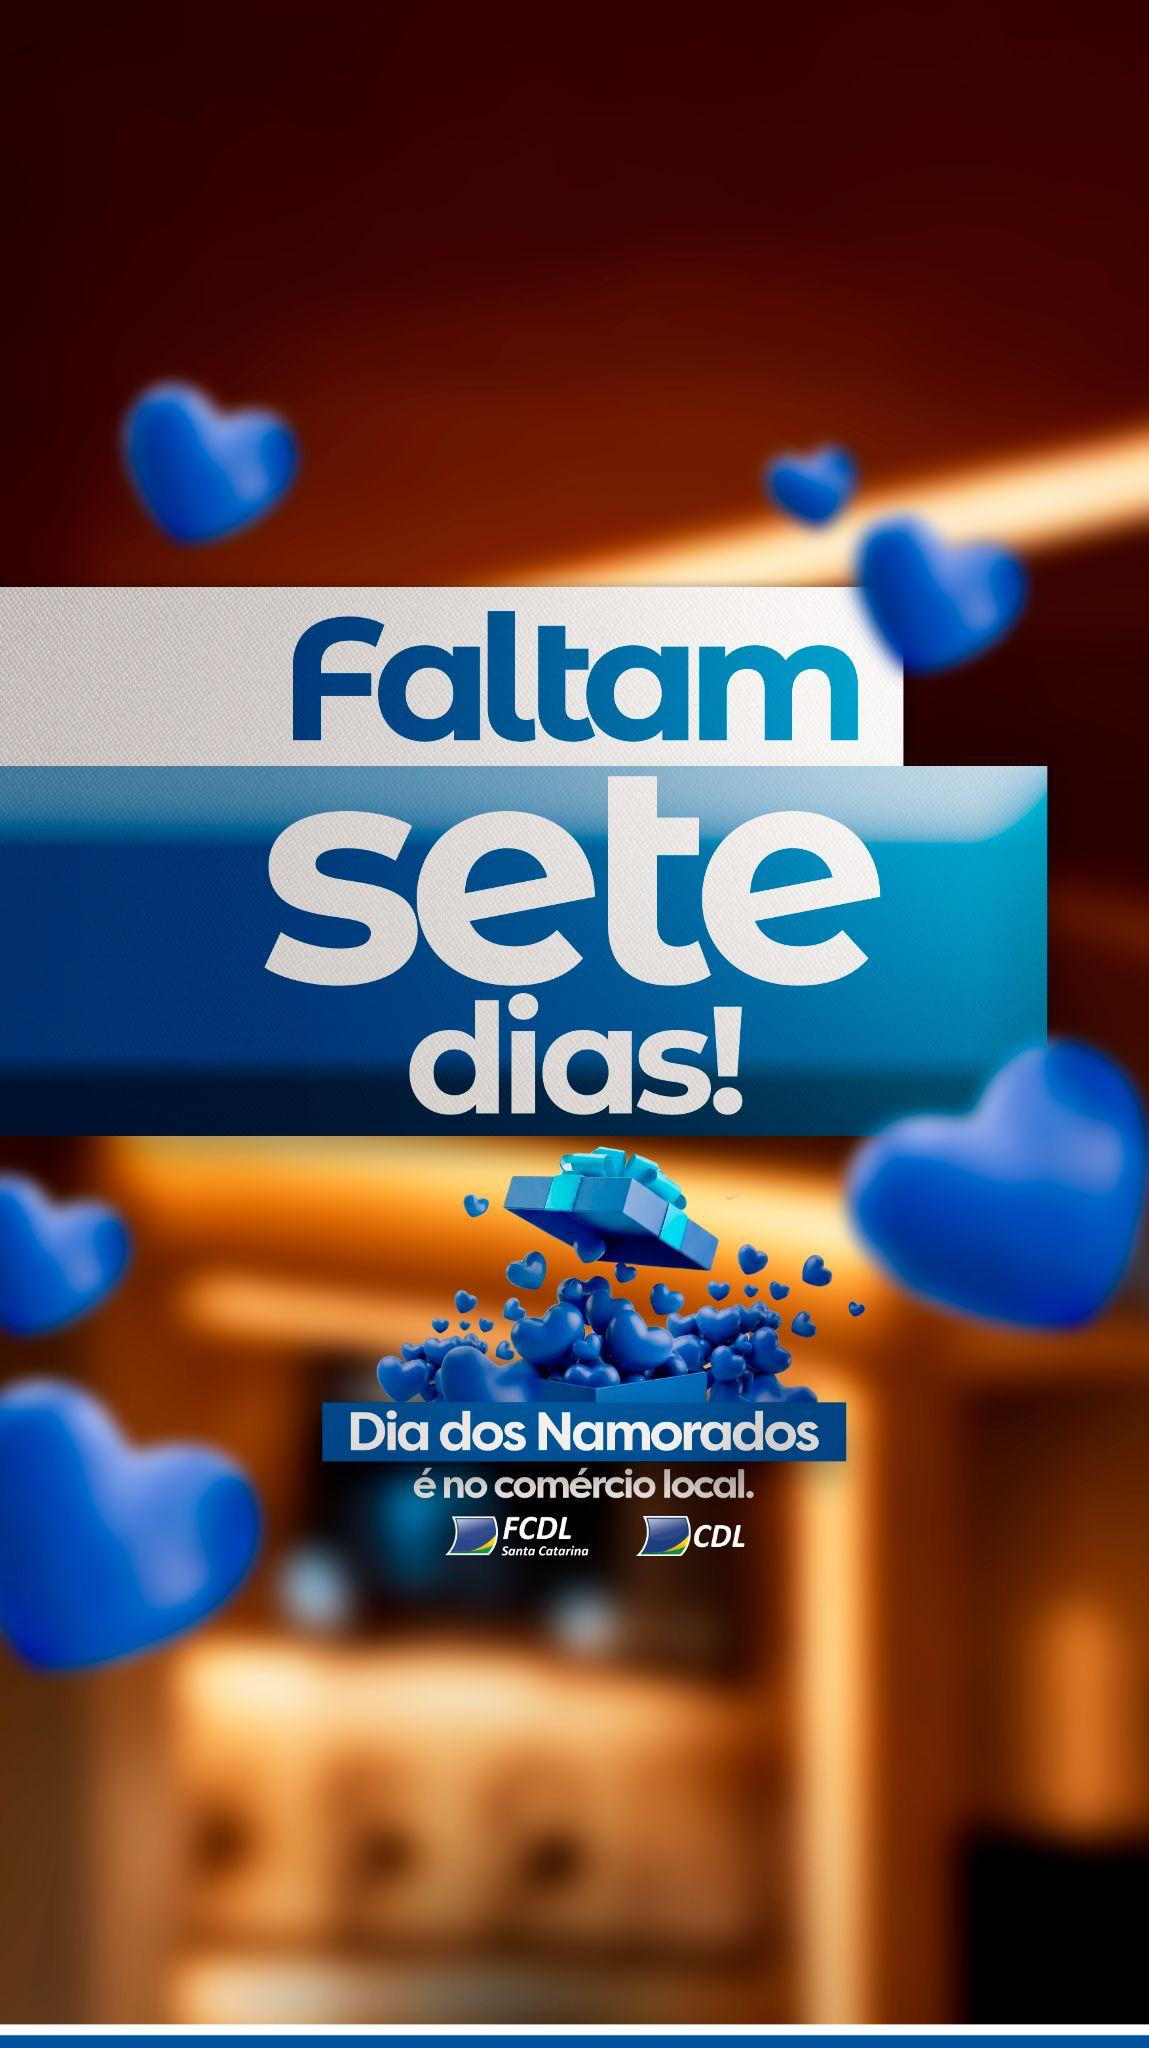 Faltam
sete
dias!
Dia dos Namorados
é no comércio local.
FCDL
Santa Catarina
CDL